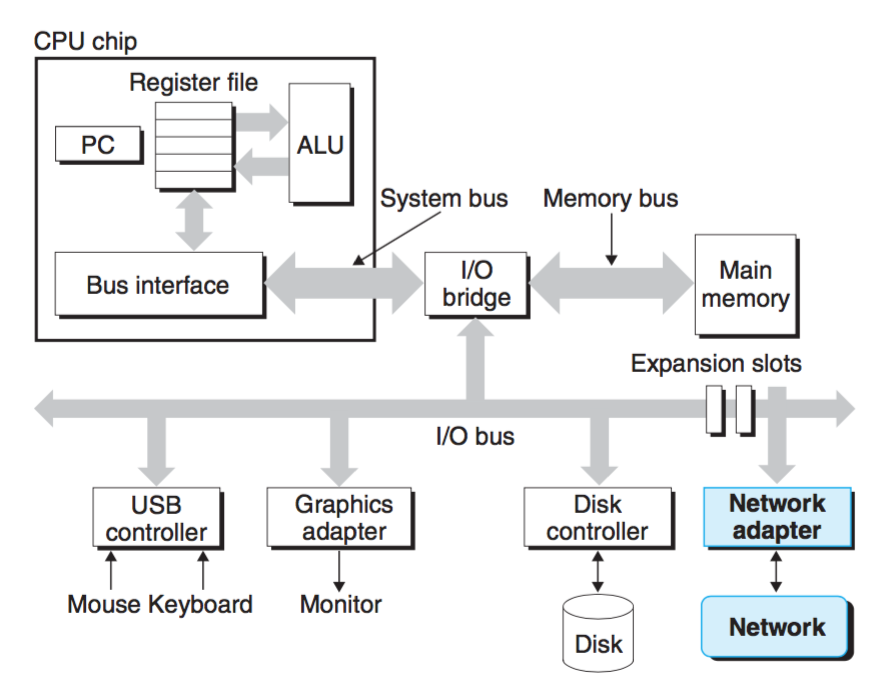 CPU chip
Register file
PC
ALU
System bus
Memory bus
Bus interface
I/O
bridge
Main
memory
Expansion slots
I/O bus
USB
controller
Graphics
adapter
Disk
controller
Network
adapter
Mouse Keyboard
Monitor
Disk
Network